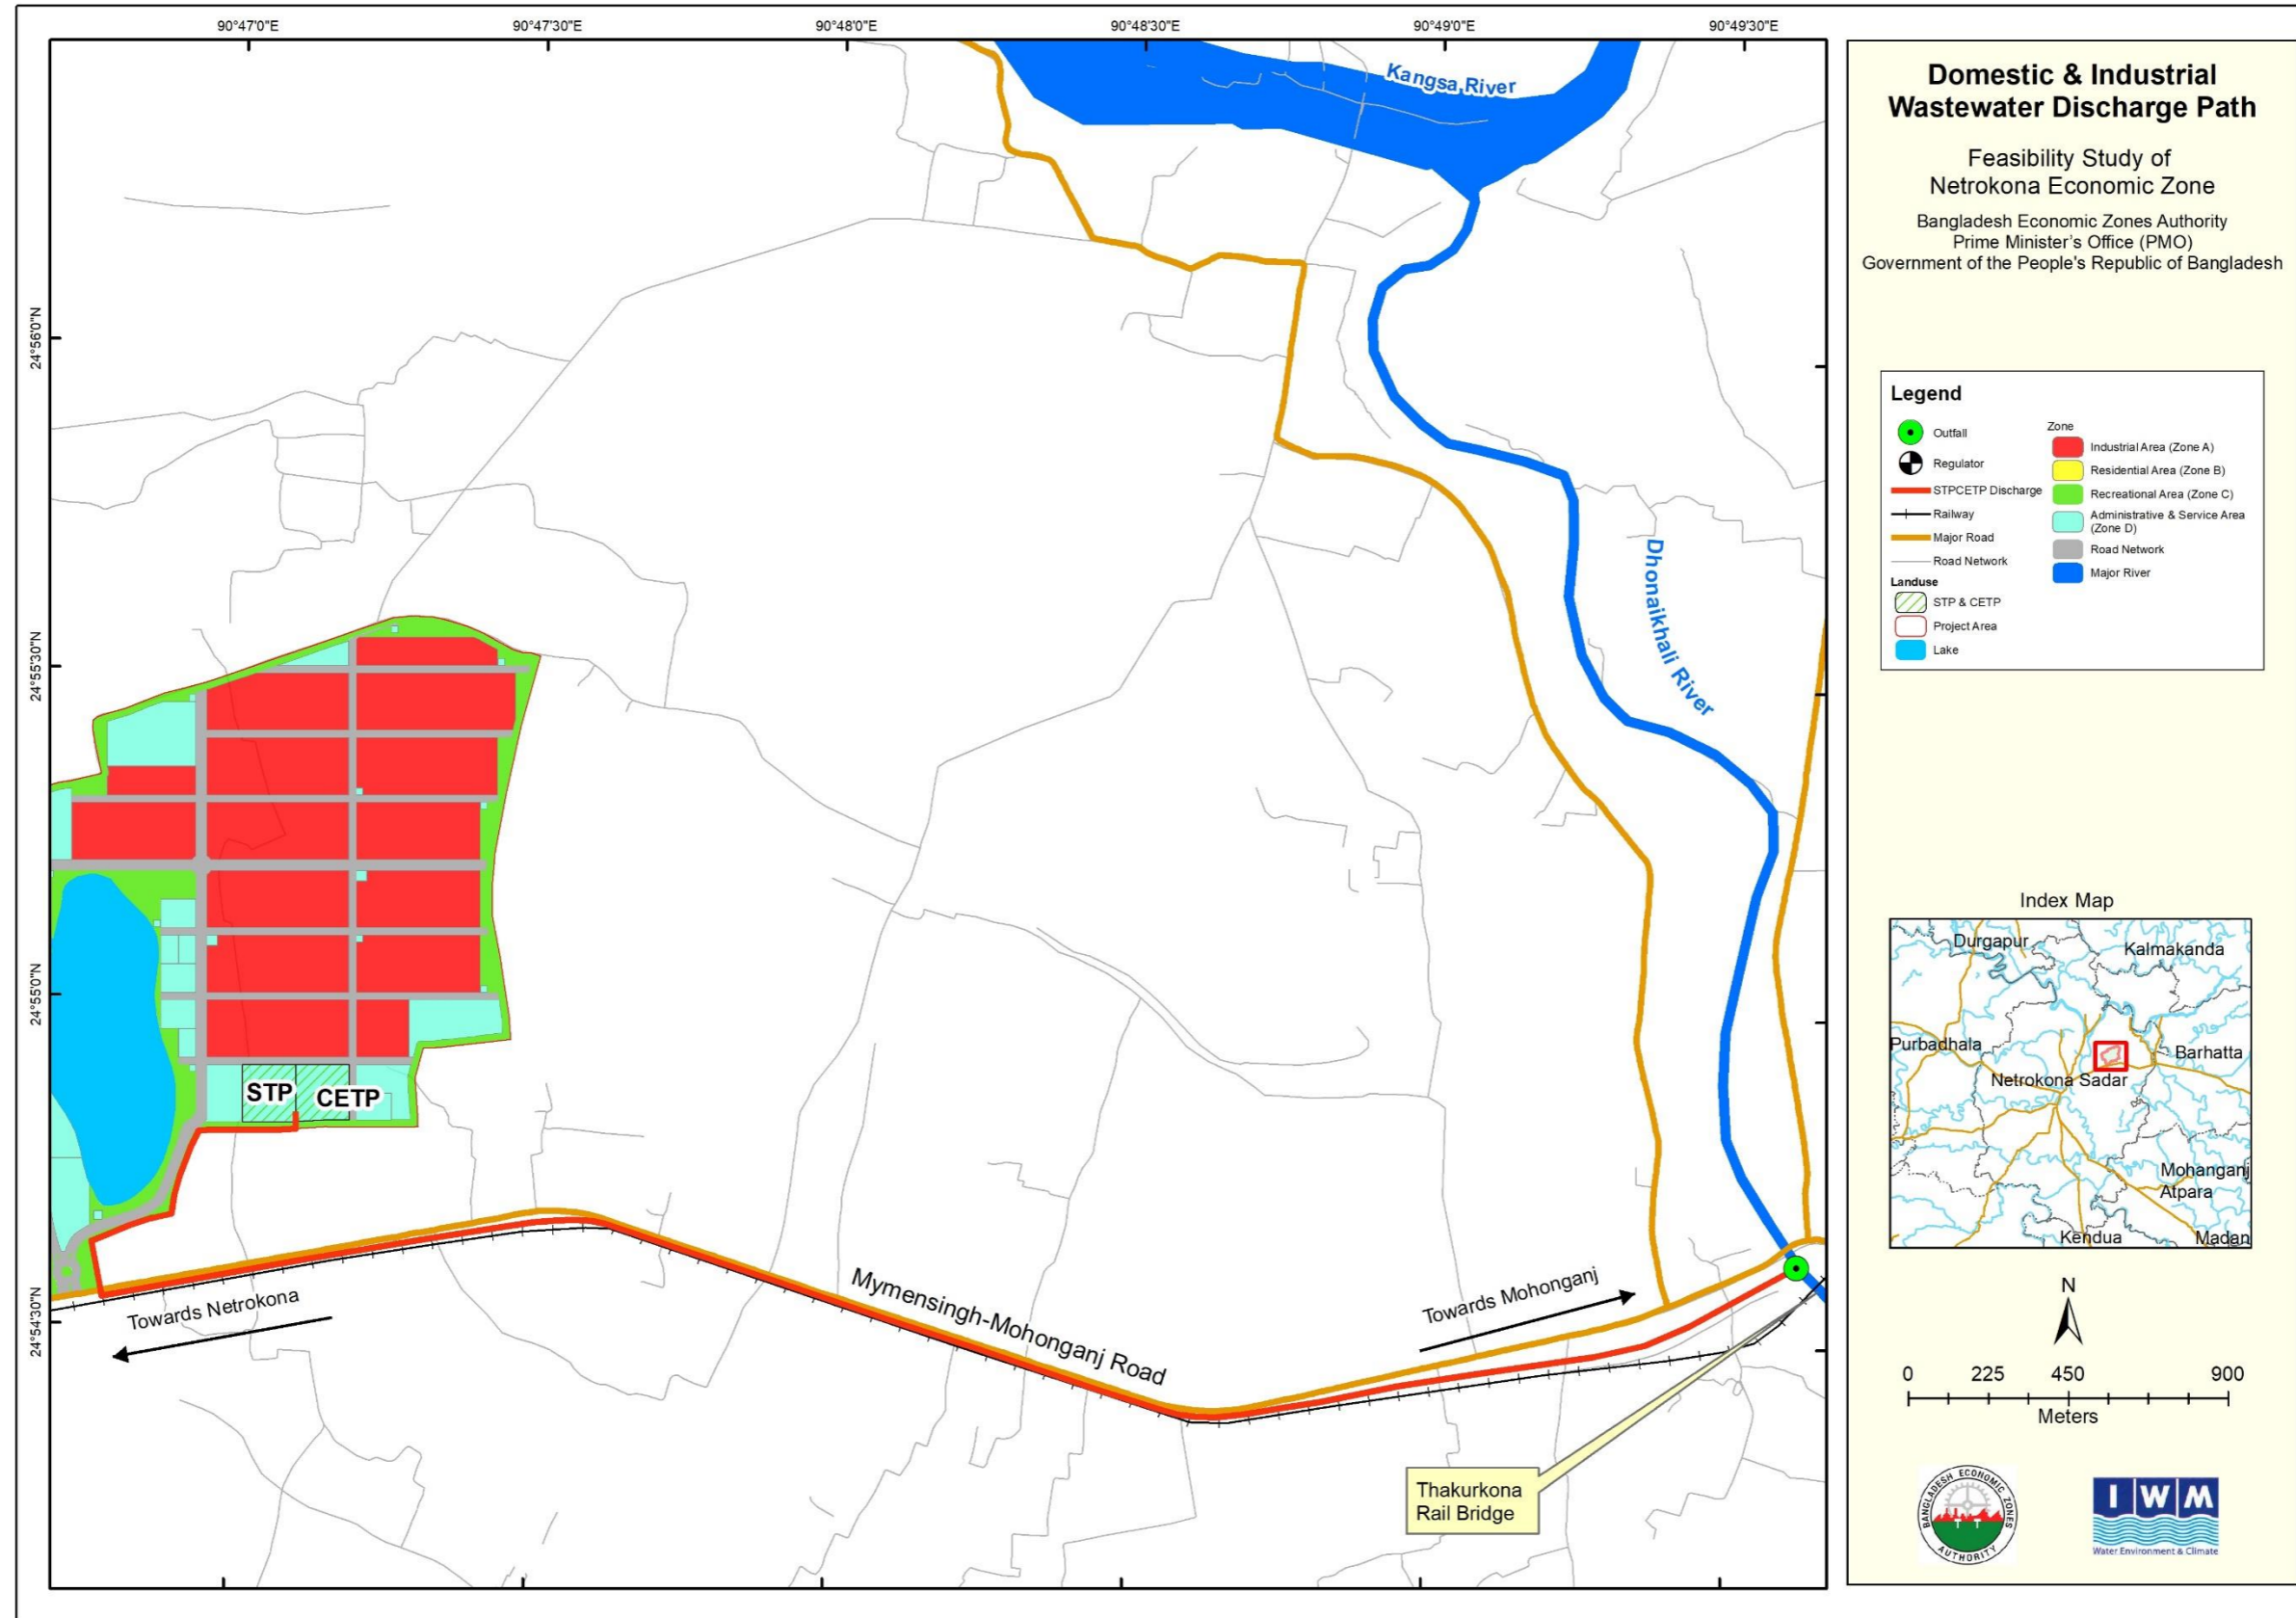 90°47'0"E
90°47'30"E
90°48'0"E
90°48'30"E
90°49'0"E
90°49'30"E
24°56'0"N
24°55'30"N
24°55'0"N
24°54'30"N
Kangsa River
Dhonaikhali River
STP
CETP
Towards Netrokona
Mymensingh-Mohonganj Road
Towards Mohonganj
Thakurkona
Rail Bridge
Domestic & Industrial
Wastewater Discharge Path
Feasibility Study of
Netrokona Economic Zone
Bangladesh Economic Zones Authority
Prime Minister's Office (PMO)
Government of the People's Republic of Bangladesh
Legend
Outfall
Regulator
STPCETP Discharge
Railway
Major Road
Road Network
Landuse
STP & CETP
Project Area
Lake
Zone
Industrial Area (Zone A)
Residential Area (Zone B)
Recreational Area (Zone C)
Administrative & Service Area
(Zone D)
Road Network
Major River
Index Map
Durgapur
Kalmakanda
Purbadhala
Barhatta
Netrokona Sadar
Mohanganj
Atpara
Kendua
Madan
N
0 225 450 900
Meters
BANGLADESH ECONOMIC ZONES
AUTHORITY
IWM
Water Environment & Climate